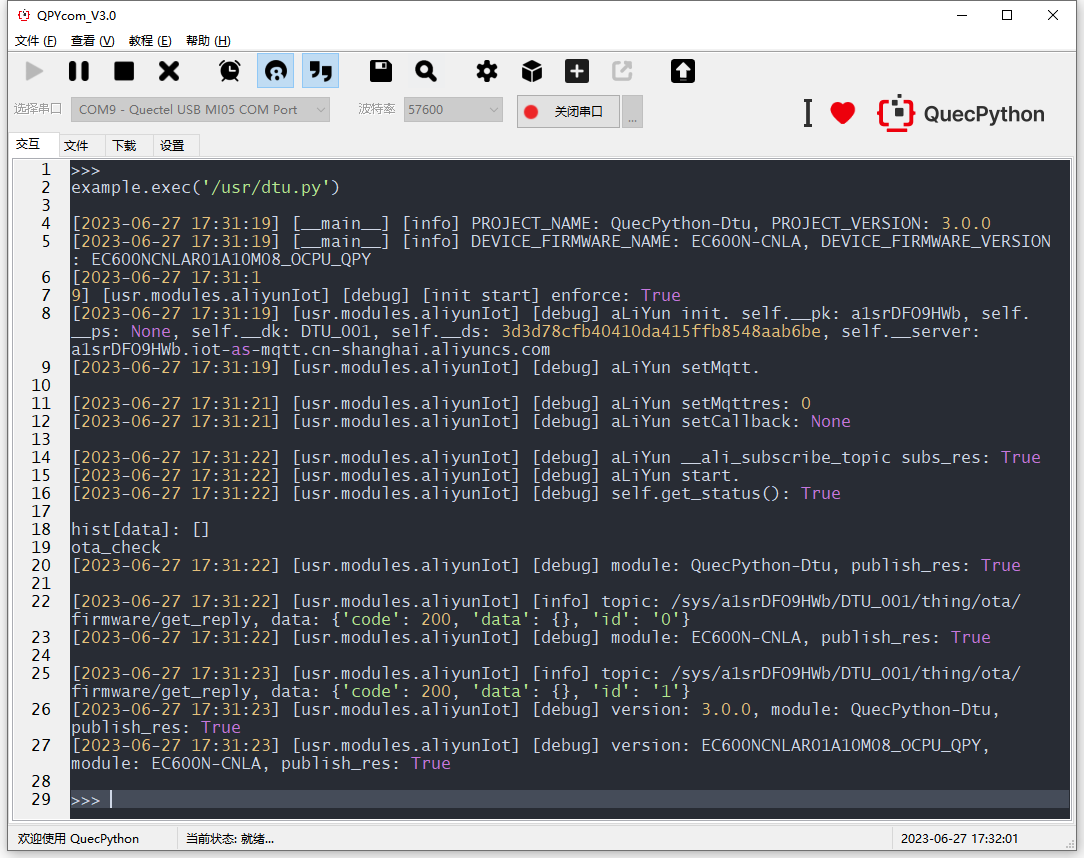 QPYcom_V3.0
文件 (F) 查看 (V) 教程 (E) 帮助 (H)
选择串口 COM9 - Quectel USB MI05 COM Port 波特率 57600 关闭串口 ... I QuecPython
交互 文件 下载 设置
1 >>>
2 example.exec('/usr/dtu.py')
3
4 [2023-06-27 17:31:19] [__main__] [info] PROJECT_NAME: QuecPython-Dtu, PROJECT_VERSION: 3.0.0
5 [2023-06-27 17:31:19] [__main__] [info] DEVICE_FIRMWARE_NAME: EC600N-CNLA, DEVICE_FIRMWARE_VERSION
: EC600NCNLAR01A10M08_OCPU_QPY
6 [2023-06-27 17:31:1
7 9] [usr.modules.aliyunIot] [debug] [init start] enforce: True
8 [2023-06-27 17:31:19] [usr.modules.aliyunIot] [debug] aLiYun init. self.__pk: a1srDFO9HWb, self.
__ps: None, self.__dk: DTU_001, self.__ds: 3d3d78cfb40410da415ffb8548aab6be, self.__server:
a1srDFO9HWb.iot-as-mqtt.cn-shanghai.aliyuncs.com
9 [2023-06-27 17:31:19] [usr.modules.aliyunIot] [debug] aLiYun setMqtt.
10
11 [2023-06-27 17:31:21] [usr.modules.aliyunIot] [debug] aLiYun setMqttres: 0
12 [2023-06-27 17:31:21] [usr.modules.aliyunIot] [debug] aLiYun setCallback: None
13
14 [2023-06-27 17:31:22] [usr.modules.aliyunIot] [debug] aLiYun __ali_subscribe_topic subs_res: True
15 [2023-06-27 17:31:22] [usr.modules.aliyunIot] [debug] aLiYun start.
16 [2023-06-27 17:31:22] [usr.modules.aliyunIot] [debug] self.get_status(): True
17
18 hist[data]: []
19 ota_check
20 [2023-06-27 17:31:22] [usr.modules.aliyunIot] [debug] module: QuecPython-Dtu, publish_res: True
21
22 [2023-06-27 17:31:22] [usr.modules.aliyunIot] [info] topic: /sys/a1srDFO9HWb/DTU_001/thing/ota/
firmware/get_reply, data: {'code': 200, 'data': {}, 'id': '0'}
23 [2023-06-27 17:31:22] [usr.modules.aliyunIot] [debug] module: EC600N-CNLA, publish_res: True
24
25 [2023-06-27 17:31:23] [usr.modules.aliyunIot] [info] topic: /sys/a1srDFO9HWb/DTU_001/thing/ota/
firmware/get_reply, data: {'code': 200, 'data': {}, 'id': '1'}
26 [2023-06-27 17:31:23] [usr.modules.aliyunIot] [debug] version: 3.0.0, module: QuecPython-Dtu,
publish_res: True
27 [2023-06-27 17:31:23] [usr.modules.aliyunIot] [debug] version: EC600NCNLAR01A10M08_OCPU_QPY,
module: EC600N-CNLA, publish_res: True
28
29 >>>
欢迎使用 QuecPython 当前状态: 就绪... 2023-06-27 17:32:01